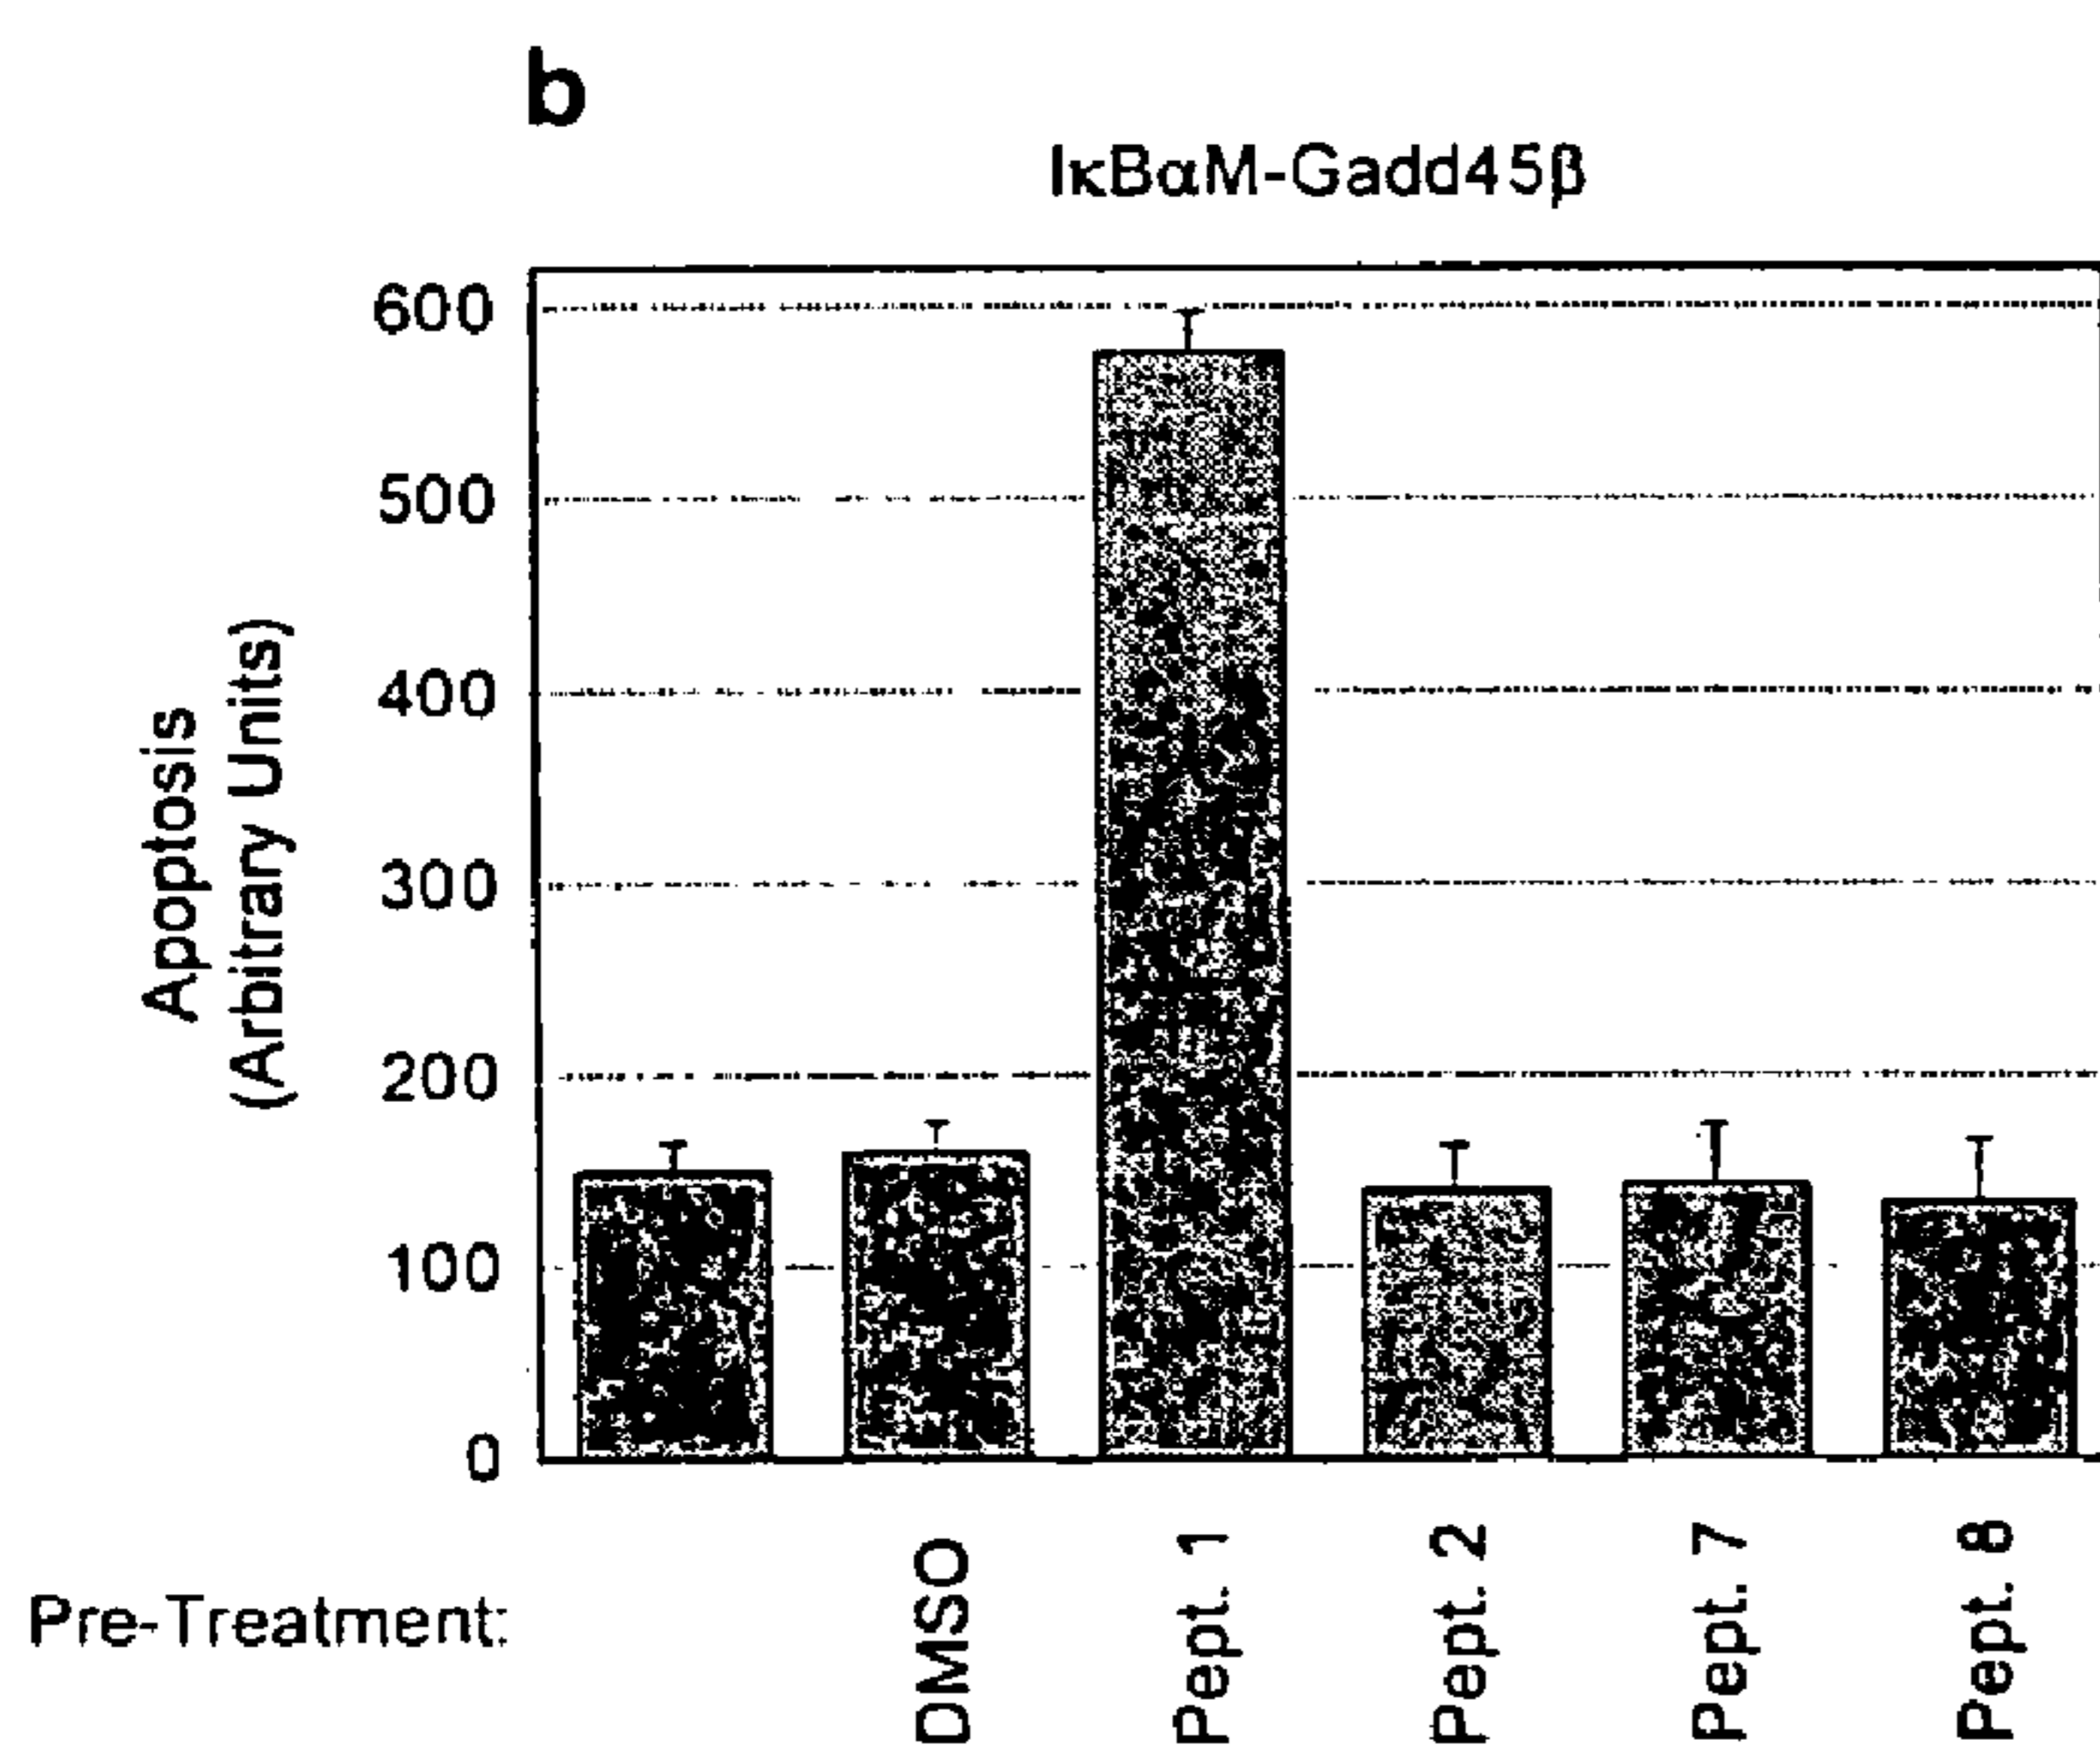 b
IκBαM-Gadd45β
600
500
400
300
200
100
0
Apoptosis
(Arbitrary Units)
Pre-Treatment:
DMSO
Pept. 1
Pept. 2
Pept. 7
Pept. 8